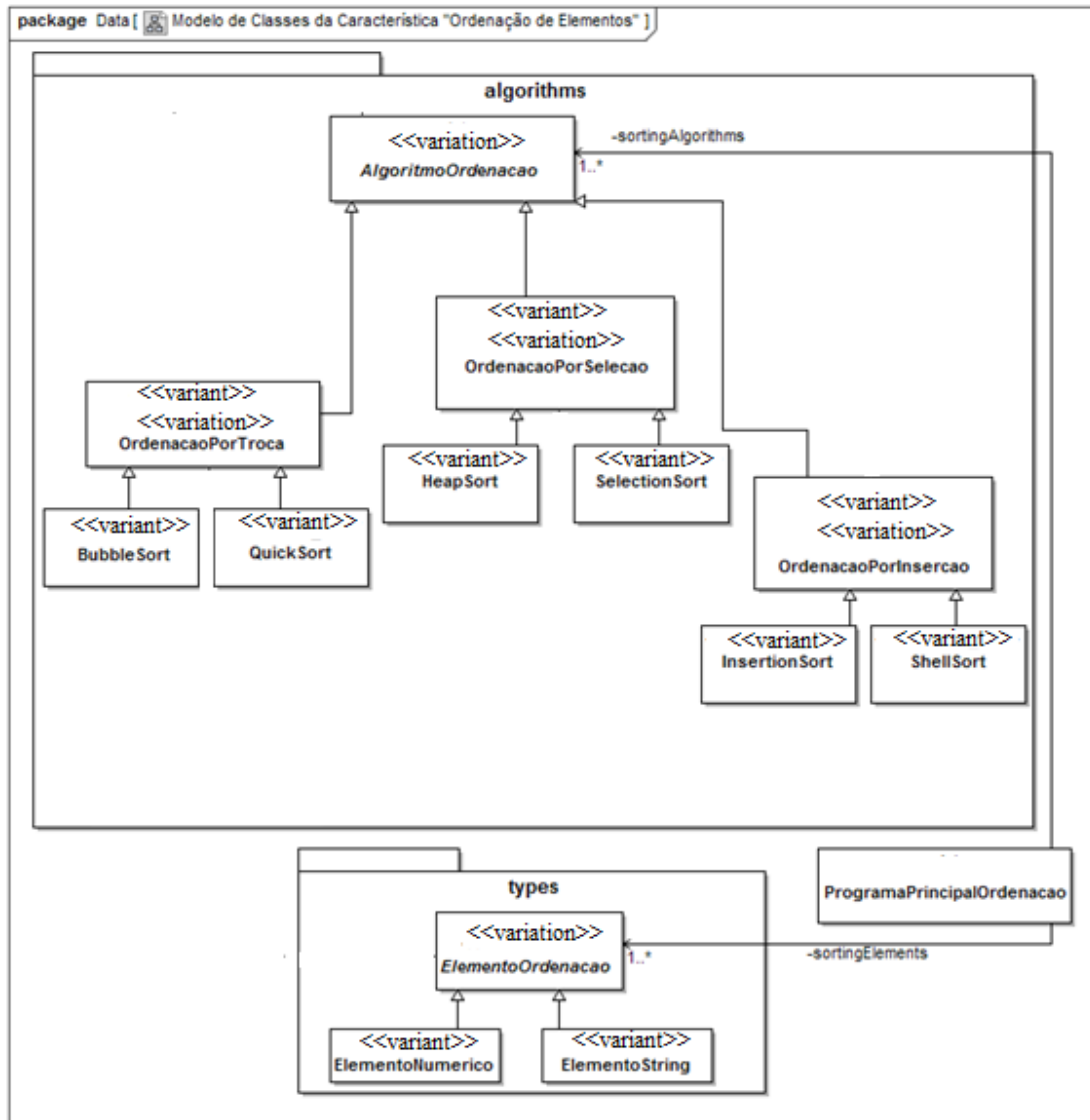 package Data [ Modelo de Classes da Característica "Ordenação de Elementos" ]
algorithms
<<variation>>
AlgoritmoOrdenacao
-sortingAlgorithms
1..*
<<variant>>
<<variation>>
OrdenacaoPorSelecao
<<variant>>
<<variation>>
OrdenacaoPorTroca
<<variant>>
HeapSort
<<variant>>
SelectionSort
<<variant>>
<<variation>>
OrdenacaoPorInsercao
<<variant>>
BubbleSort
<<variant>>
QuickSort
<<variant>>
InsertionSort
<<variant>>
ShellSort
types
ProgramaPrincipalOrdenacao
<<variation>>
ElementoOrdenacao
1..*
-sortingElements
<<variant>>
ElementoNumerico
<<variant>>
ElementoString